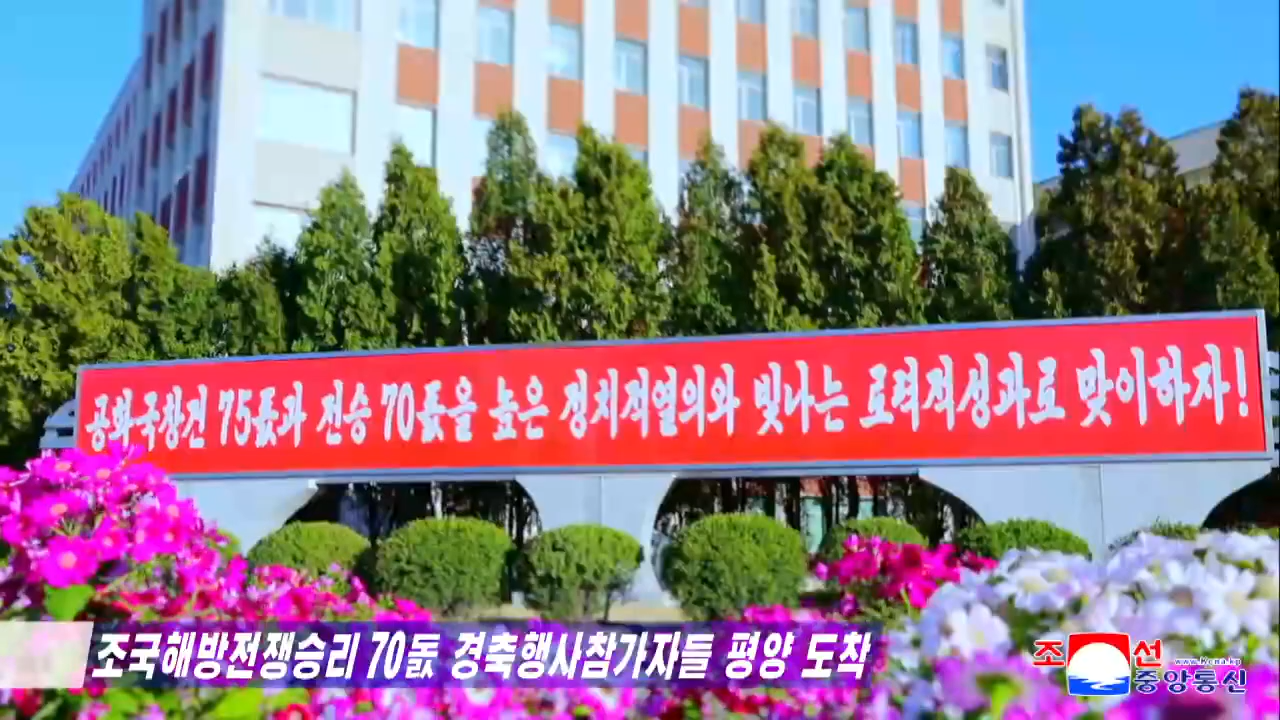 공화국창건 75돐과 전승 70돐을 높은 정치적열의와 빛나는 로력적성과로 맞이하자!
조국해방전쟁승리 70돐 경축행사참가자들 평양 도착
조선
www.kcna.kp
중앙통신